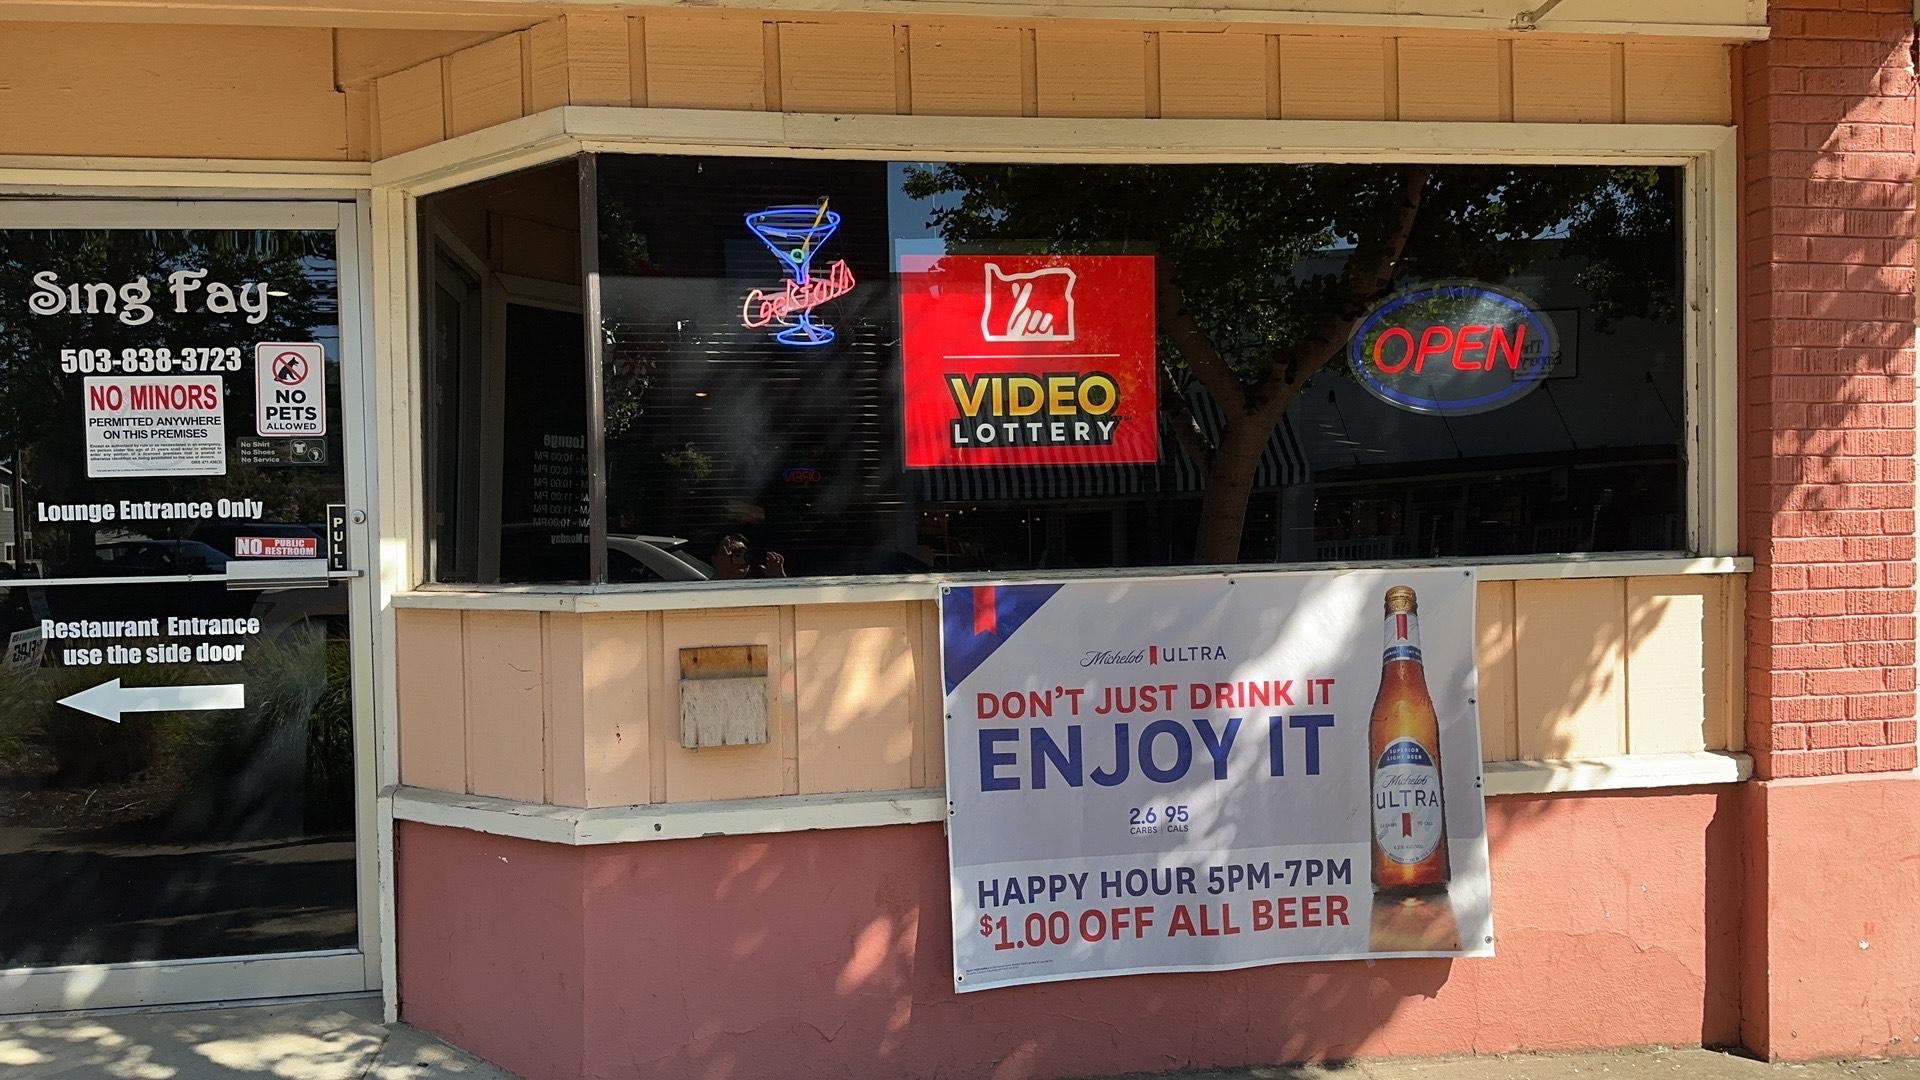 Sing Fay
503-838-3723
NO MINORS
PERMITTED ANYWHERE
ON THIS PREMISES
NO
PETS
ALLOWED
No Shirt
No Shoes
No Service
Lounge Entrance Only
NO PUBLIC RESTROOM
PULL
Restaurant Entrance
use the side door
Cocktails
VIDEO
LOTTERY
OPEN
Michelob ULTRA
DON'T JUST DRINK IT
ENJOY IT
2.6 95
CARBS CALS
HAPPY HOUR 5PM-7PM
$1.00 OFF ALL BEER
SUPERIOR
LIGHT BEER
Michelob
ULTRA